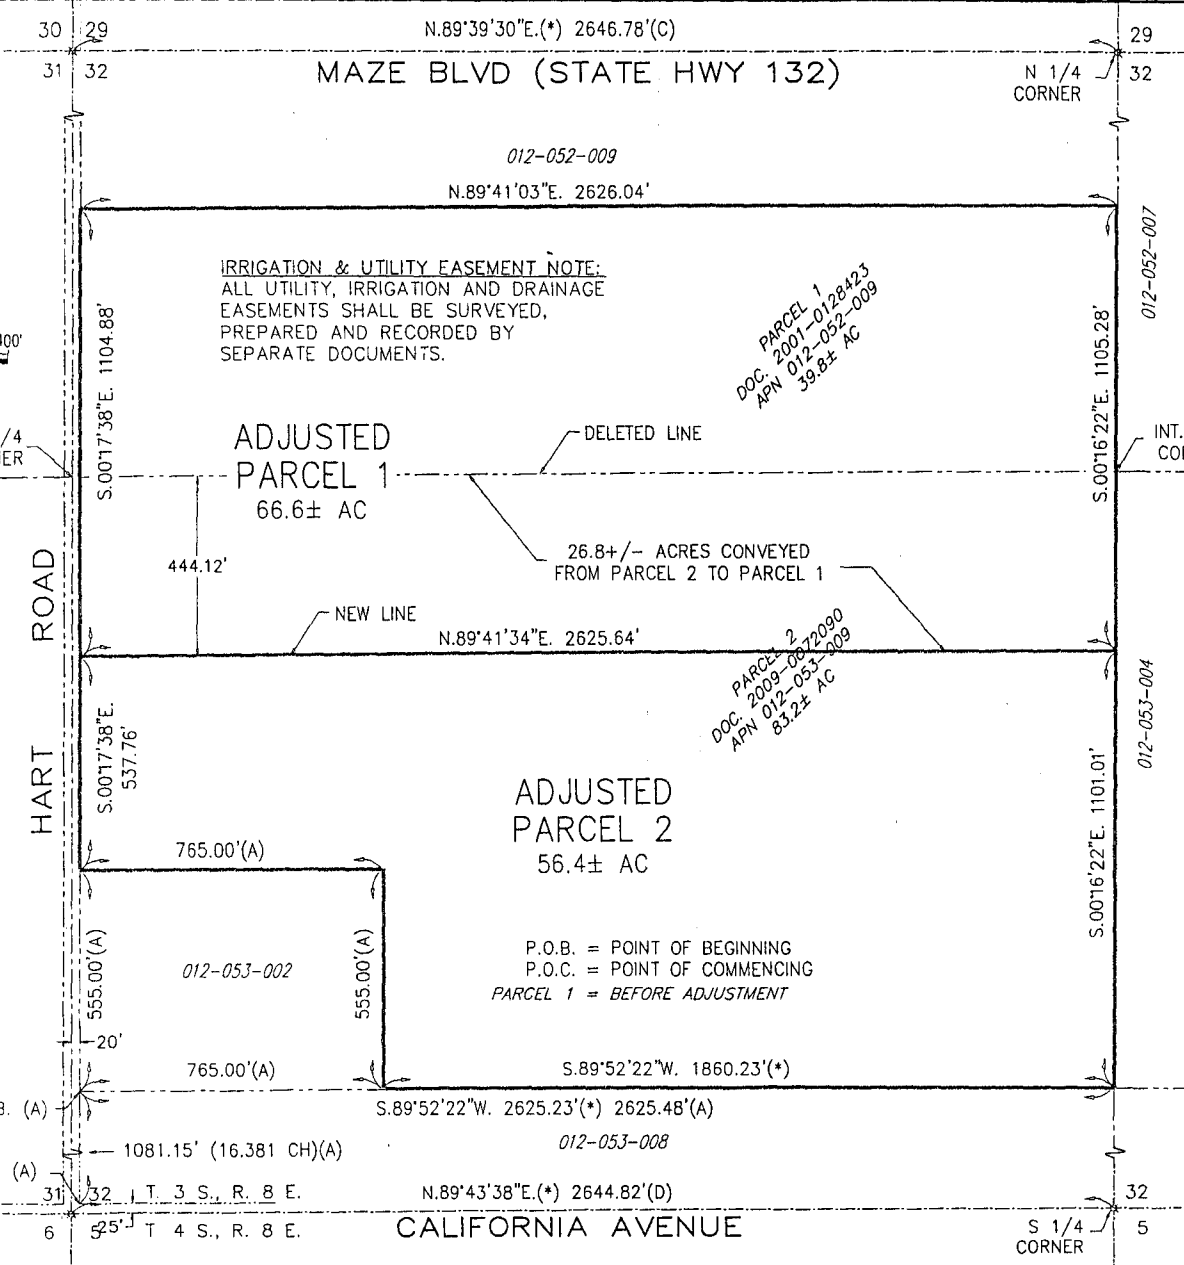 30 29
N.89°39'30"E.(*) 2646.78'(C)
29
31 32
MAZE BLVD (STATE HWY 132)
N 1/4
CORNER
32
012-052-009
N.89°41'03"E. 2626.04'
012-052-007
IRRIGATION & UTILITY EASEMENT NOTE:
ALL UTILITY, IRRIGATION AND DRAINAGE
EASEMENTS SHALL BE SURVEYED,
PREPARED AND RECORDED BY
SEPARATE DOCUMENTS.
PARCEL 1
DOC. 2001-0128423
APN 012-052-009
39.8± AC
S.00°17'38"E. 1104.88'
S.00°16'22"E. 1105.28'
00'
/4
ER
ADJUSTED
PARCEL 1
66.6± AC
DELETED LINE
INT.
444.12'
26.8+/- ACRES CONVEYED
FROM PARCEL 2 TO PARCEL 1
HART ROAD
NEW LINE
N.89°41'34"E. 2625.64'
PARCEL 2
DOC. 2009-0072090
APN 012-053-009
83.2± AC
012-053-004
S.00°17'38"E.
537.76'
ADJUSTED
PARCEL 2
56.4± AC
S.00°16'22"E. 1101.01'
765.00'(A)
555.00'(A)
012-053-002
555.00'(A)
P.O.B. = POINT OF BEGINNING
P.O.C. = POINT OF COMMENCING
PARCEL 1 = BEFORE ADJUSTMENT
20'
765.00'(A)
S.89°52'22"W. 1860.23'(*)
. (A)
S.89°52'22"W. 2625.23'(*) 2625.48'(A)
012-053-008
1081.15' (16.381 CH)(A)
(A)
31 32 T. 3 S., R. 8 E.
N.89°43'38"E.(*) 2644.82'(D)
32
6 5 25' T 4 S., R. 8 E.
CALIFORNIA AVENUE
S 1/4
CORNER
5